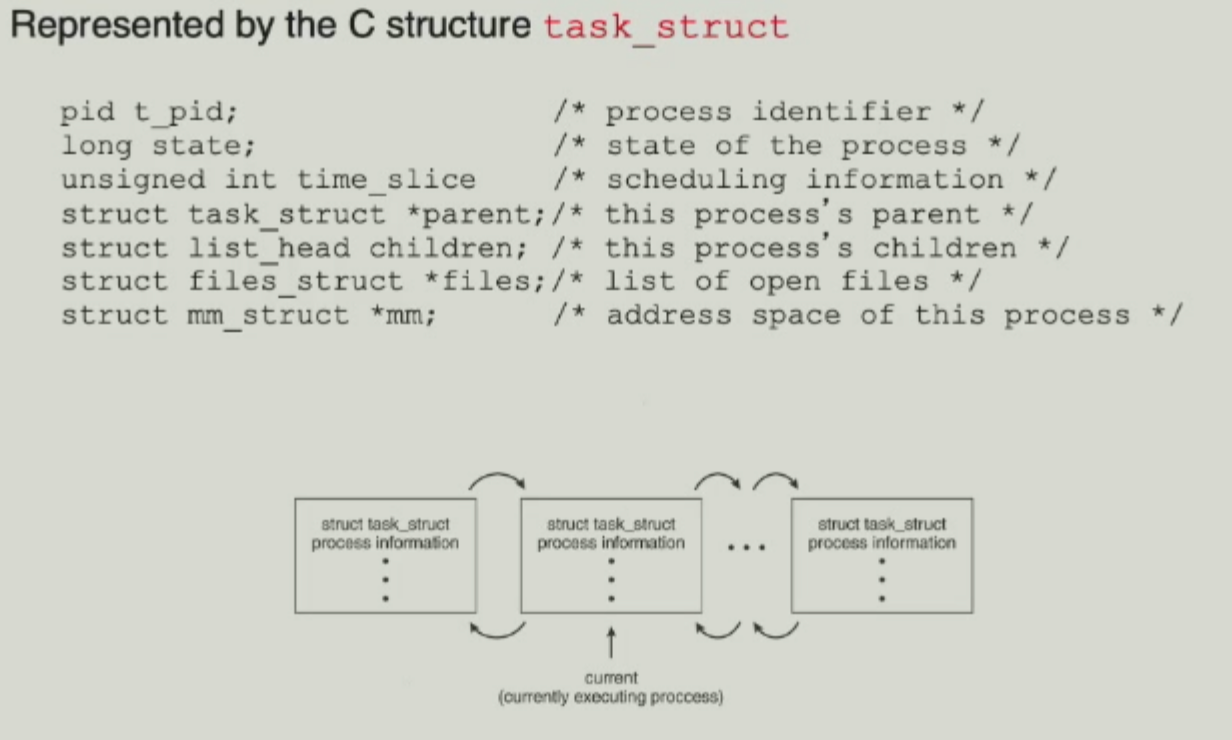 Represented by the C structure task_struct
pid t_pid; /* process identifier */
long state; /* state of the process */
unsigned int time_slice /* scheduling information */
struct task_struct *parent;/* this process's parent */
struct list_head children; /* this process's children */
struct files_struct *files;/* list of open files */
struct mm_struct *mm; /* address space of this process */
struct task_struct
process information
struct task_struct
process information
...
struct task_struct
process information
current
(currently executing proccess)